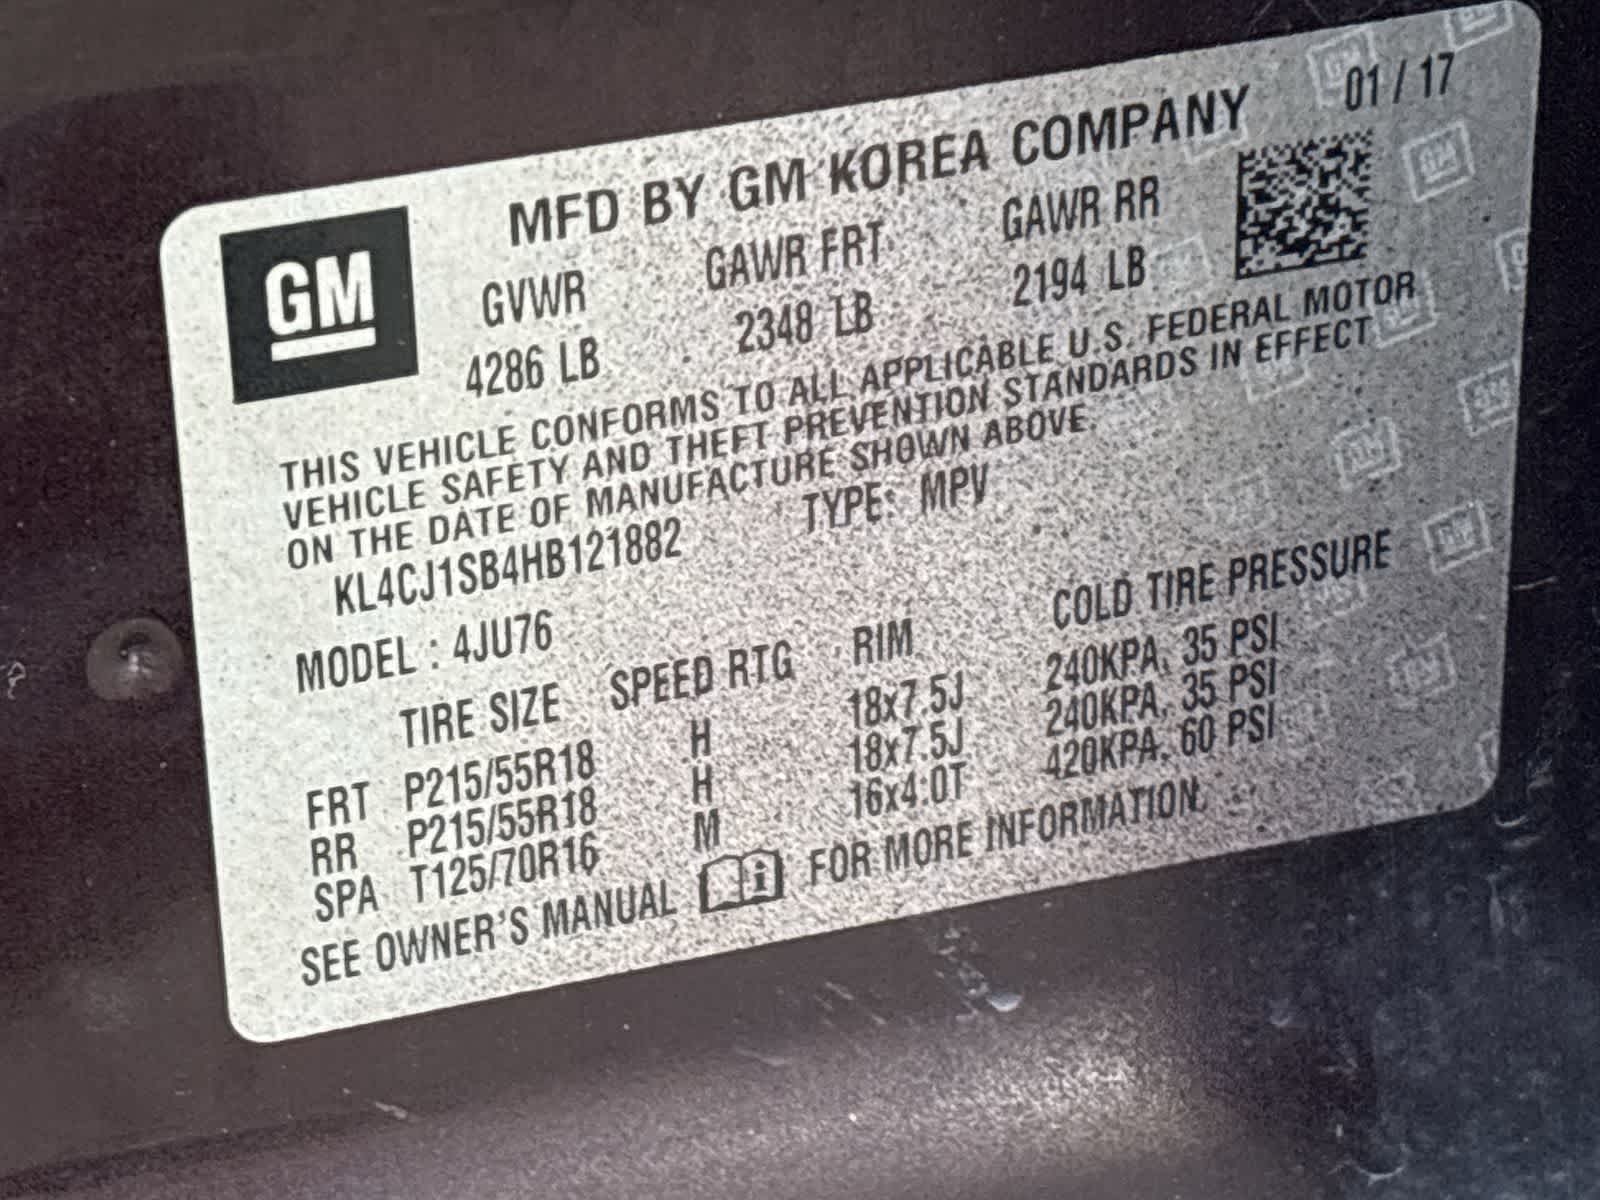 MFD BY GM KOREA COMPANY 01 / 17
GM
GVWR GAWR FRT GAWR RR
4286 LB 2348 LB 2194 LB
THIS VEHICLE CONFORMS TO ALL APPLICABLE U.S. FEDERAL MOTOR
VEHICLE SAFETY AND THEFT PREVENTION STANDARDS IN EFFECT
ON THE DATE OF MANUFACTURE SHOWN ABOVE.
KL4CJ1SB4HB121882 TYPE: MPV
MODEL : 4JU76
TIRE SIZE SPEED RTG RIM COLD TIRE PRESSURE
FRT P215/55R18 H 18x7.5J 240KPA, 35 PSI
RR P215/55R18 H 18x7.5J 240KPA, 35 PSI
SPA T125/70R16 M 16x4.0T 420KPA, 60 PSI
SEE OWNER'S MANUAL FOR MORE INFORMATION.